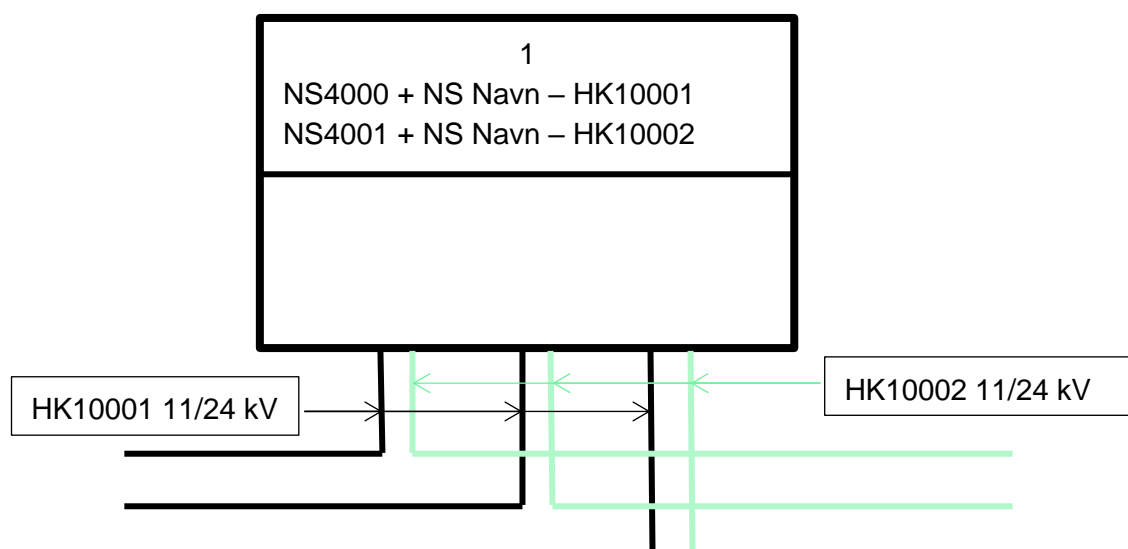 1
NS4000 + NS Navn – HK10001
NS4001 + NS Navn – HK10002
HK10001 11/24 kV
HK10002 11/24 kV